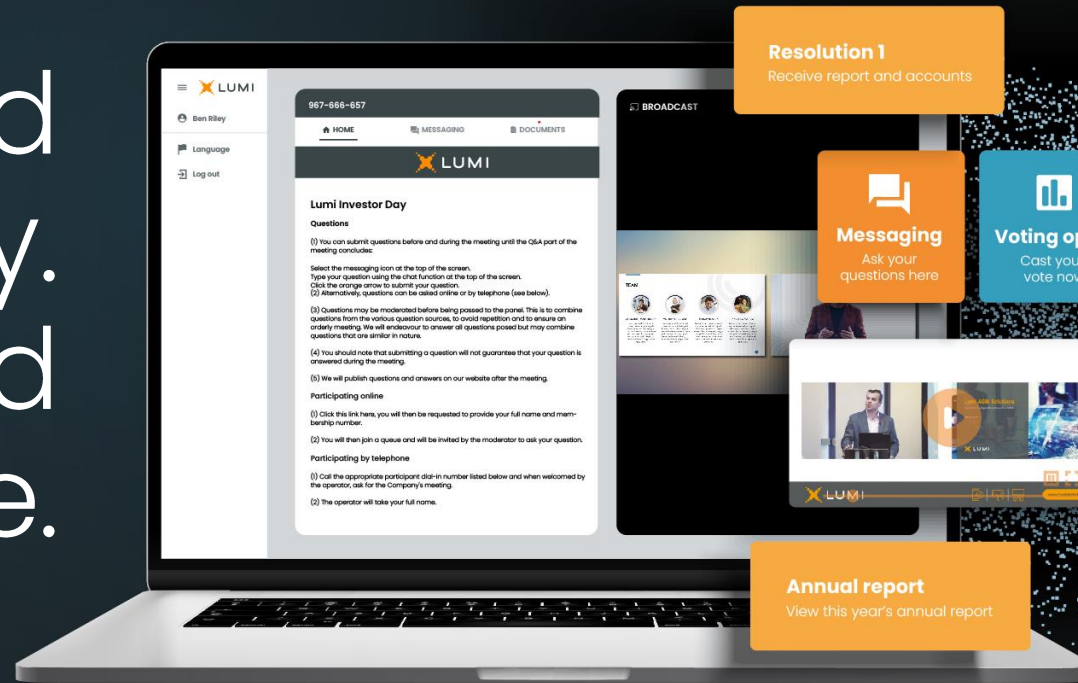 d
y.
d
e.
LUMI
Ben Riley
Language
Log out
967-666-657
HOME
MESSAGING
DOCUMENTS
LUMI
Lumi Investor Day
Questions
(1) You can submit questions before and during the meeting until the Q&A part of the
meeting concludes:
Select the messaging icon at the top of the screen.
Type your question using the chat function at the top of the screen.
Click the orange arrow to submit your question.
(2) Alternatively, questions can be asked online or by telephone (see below).
(3) Questions may be moderated before being passed to the panel. This is to combine
questions from the various question sources, to avoid repetition and to ensure an
orderly meeting. We will endeavour to answer all questions posed but may combine
questions that are similar in nature.
(4) You should note that submitting a question will not guarantee that your question is
answered during the meeting.
(5) We will publish questions and answers on our website after the meeting.
Participating online
(1) Click this link here, you will then be requested to provide your full name and mem-
bership number.
(2) You will then join a queue and will be invited by the moderator to ask your question.
Participating by telephone
(1) Call the appropriate participant dial-in number listed below and when welcomed by
the operator, ask for the Company's meeting.
(2) The operator will take your full name.
BROADCAST
TEAM
Resolution 1
Receive report and accounts
Messaging
Ask your
questions here
Voting op
Cast you
vote now
Lumi AGM Solutions
LUMI
LUMI
Annual report
View this year's annual report